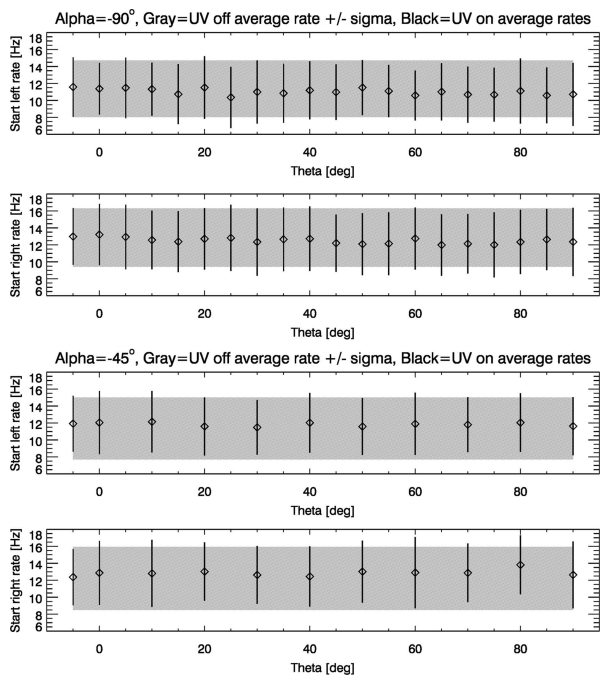 Alpha=-90°, Gray=UV off average rate +/- sigma, Black=UV on average rates
Start left rate [Hz]
18
16
14
12
10
8
6
0 20 40 60 80
Theta [deg]
Start right rate [Hz]
18
16
14
12
10
8
6
0 20 40 60 80
Theta [deg]
Alpha=-45°, Gray=UV off average rate +/- sigma, Black=UV on average rates
Start left rate [Hz]
18
16
14
12
10
8
6
0 20 40 60 80
Theta [deg]
Start right rate [Hz]
18
16
14
12
10
8
6
0 20 40 60 80
Theta [deg]